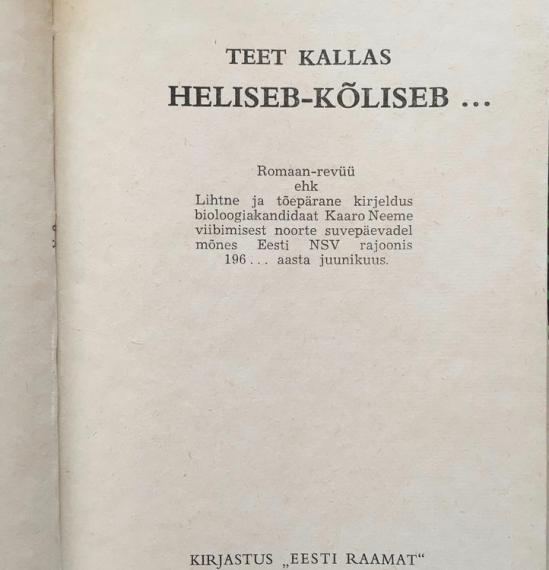 TEET KALLAS
HELISEB-KÕLISEB ...
Romaan-revüü
ehk
Lihtne ja tõepärane kirjeldus
bioloogiakandidaat Kaaro Neeme
viibimisest noorte suvepäevadel
mõnes Eesti NSV rajoonis
196... aasta juunikuus.
KIRJASTUS „EESTI RAAMAT“